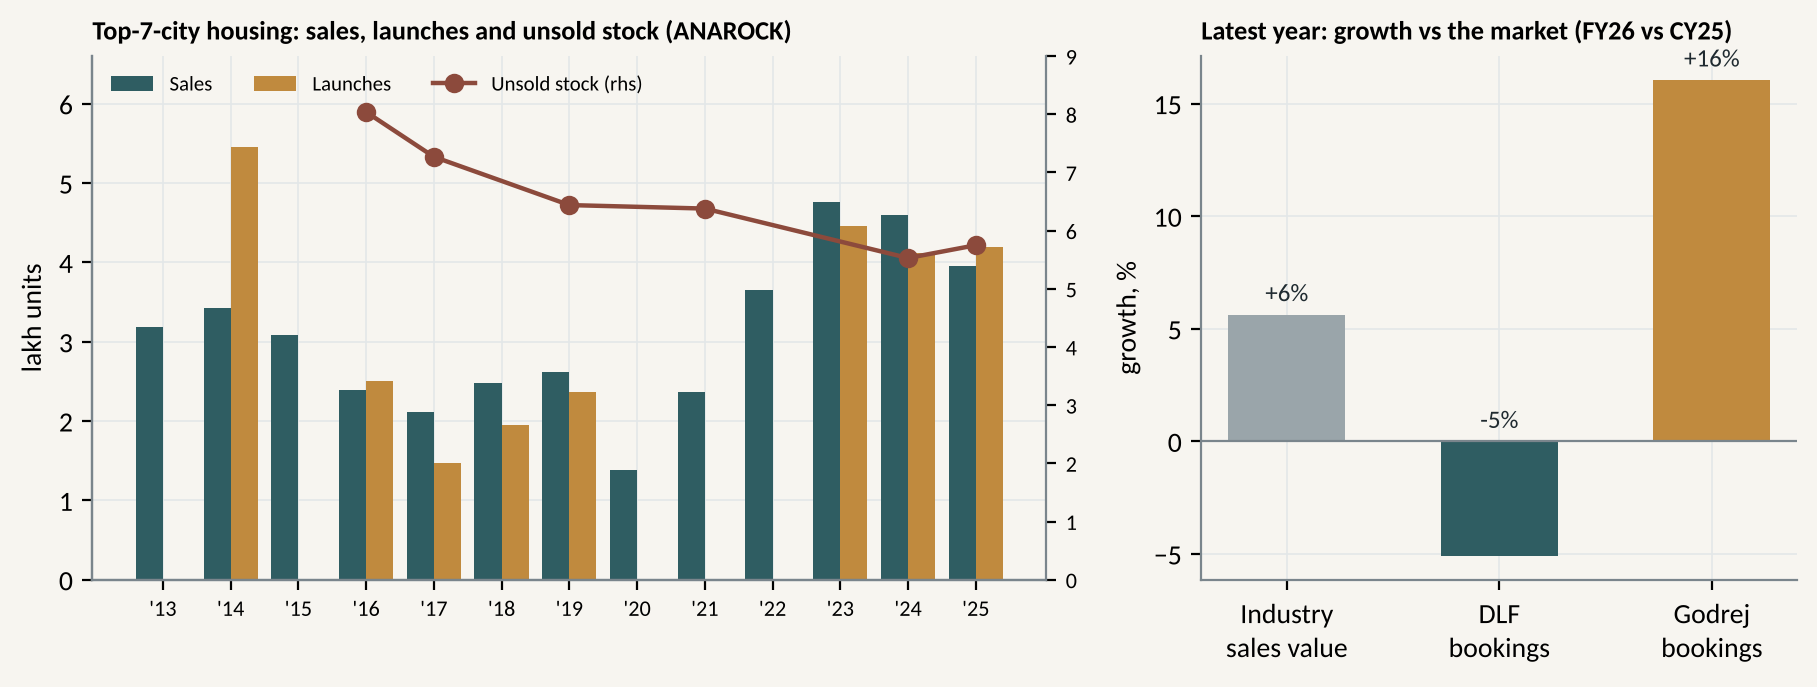 Top-7-city housing: sales, launches and unsold stock (ANAROCK)
Sales
Launches
Unsold stock (rhs)
lakh units
6
5
4
3
2
1
0
9
8
7
6
5
4
3
2
1
0
'13
'14
'15
'16
'17
'18
'19
'20
'21
'22
'23
'24
'25
Latest year: growth vs the market (FY26 vs CY25)
growth, %
15
10
5
0
−5
+6%
-5%
+16%
Industry
sales value
DLF
bookings
Godrej
bookings